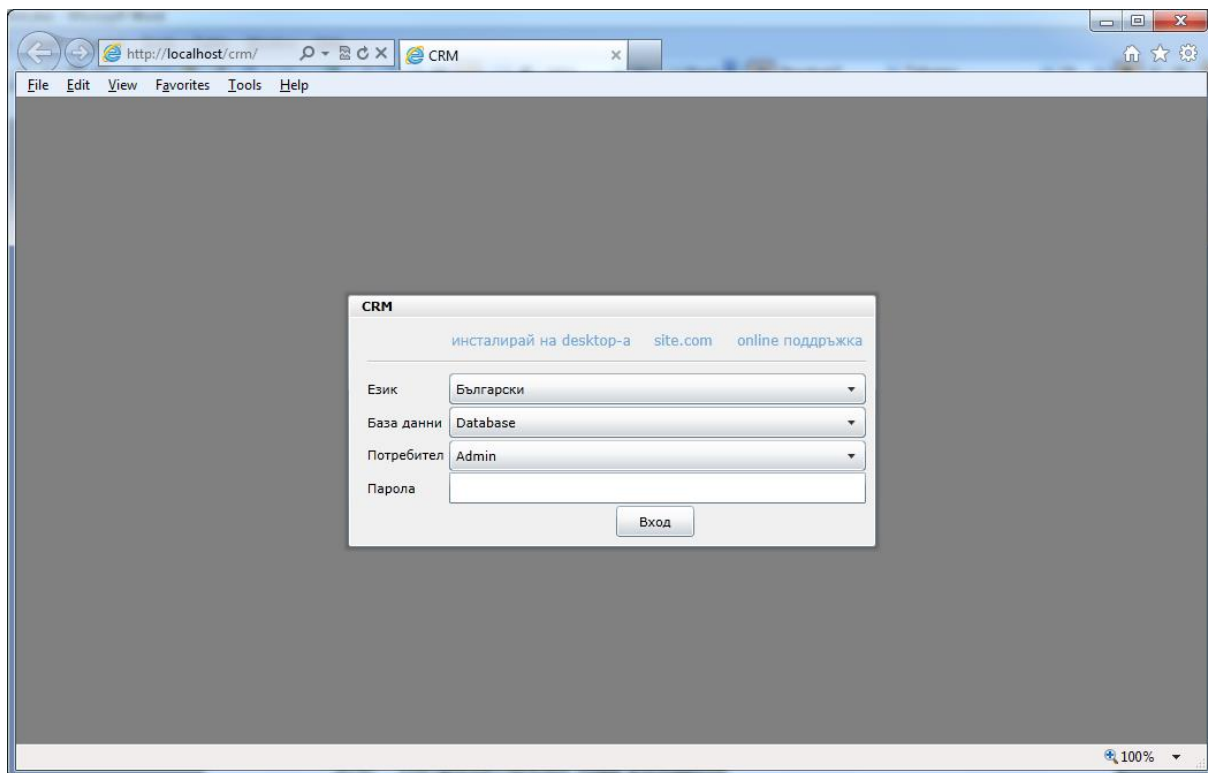 http://localhost/crm/
CRM
File Edit View Favorites Tools Help
CRM
инсталирай на desktop-а site.com online поддръжка
Език Български
База данни Database
Потребител Admin
Парола
Вход
100%